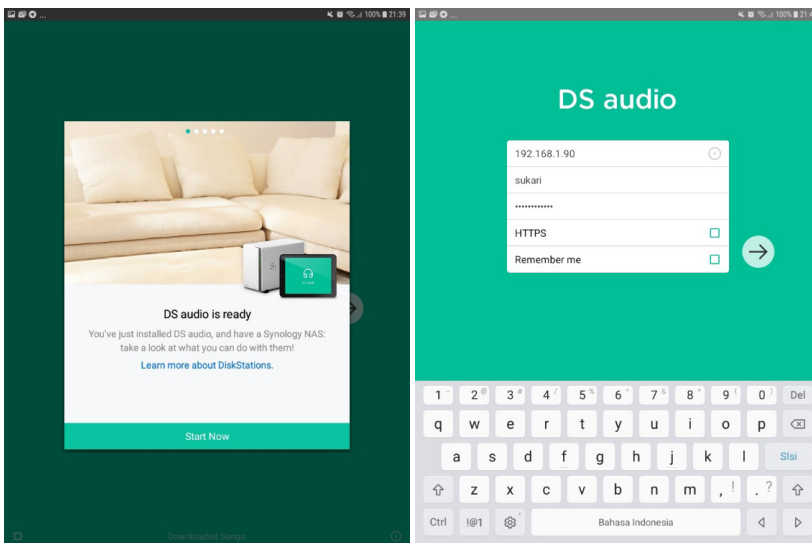 ... 100% 21:39
DS audio is ready
You've just installed DS audio, and have a Synology NAS:
take a look at what you can do with them!
Learn more about DiskStations.
Start Now
Downloaded Songs
... 100%
DS audio
192.168.1.90
sukari
••••••••••••
HTTPS
Remember me
1 - 2 @ 3 # 4 / 5 % 6 ^ 7 & 8 * 9 ( 0 ) Del
q w e r t y u i o p
a s d f g h j k l SIsi
z x c v b n m , ! . ?
Ctrl !@1 Bahasa Indonesia